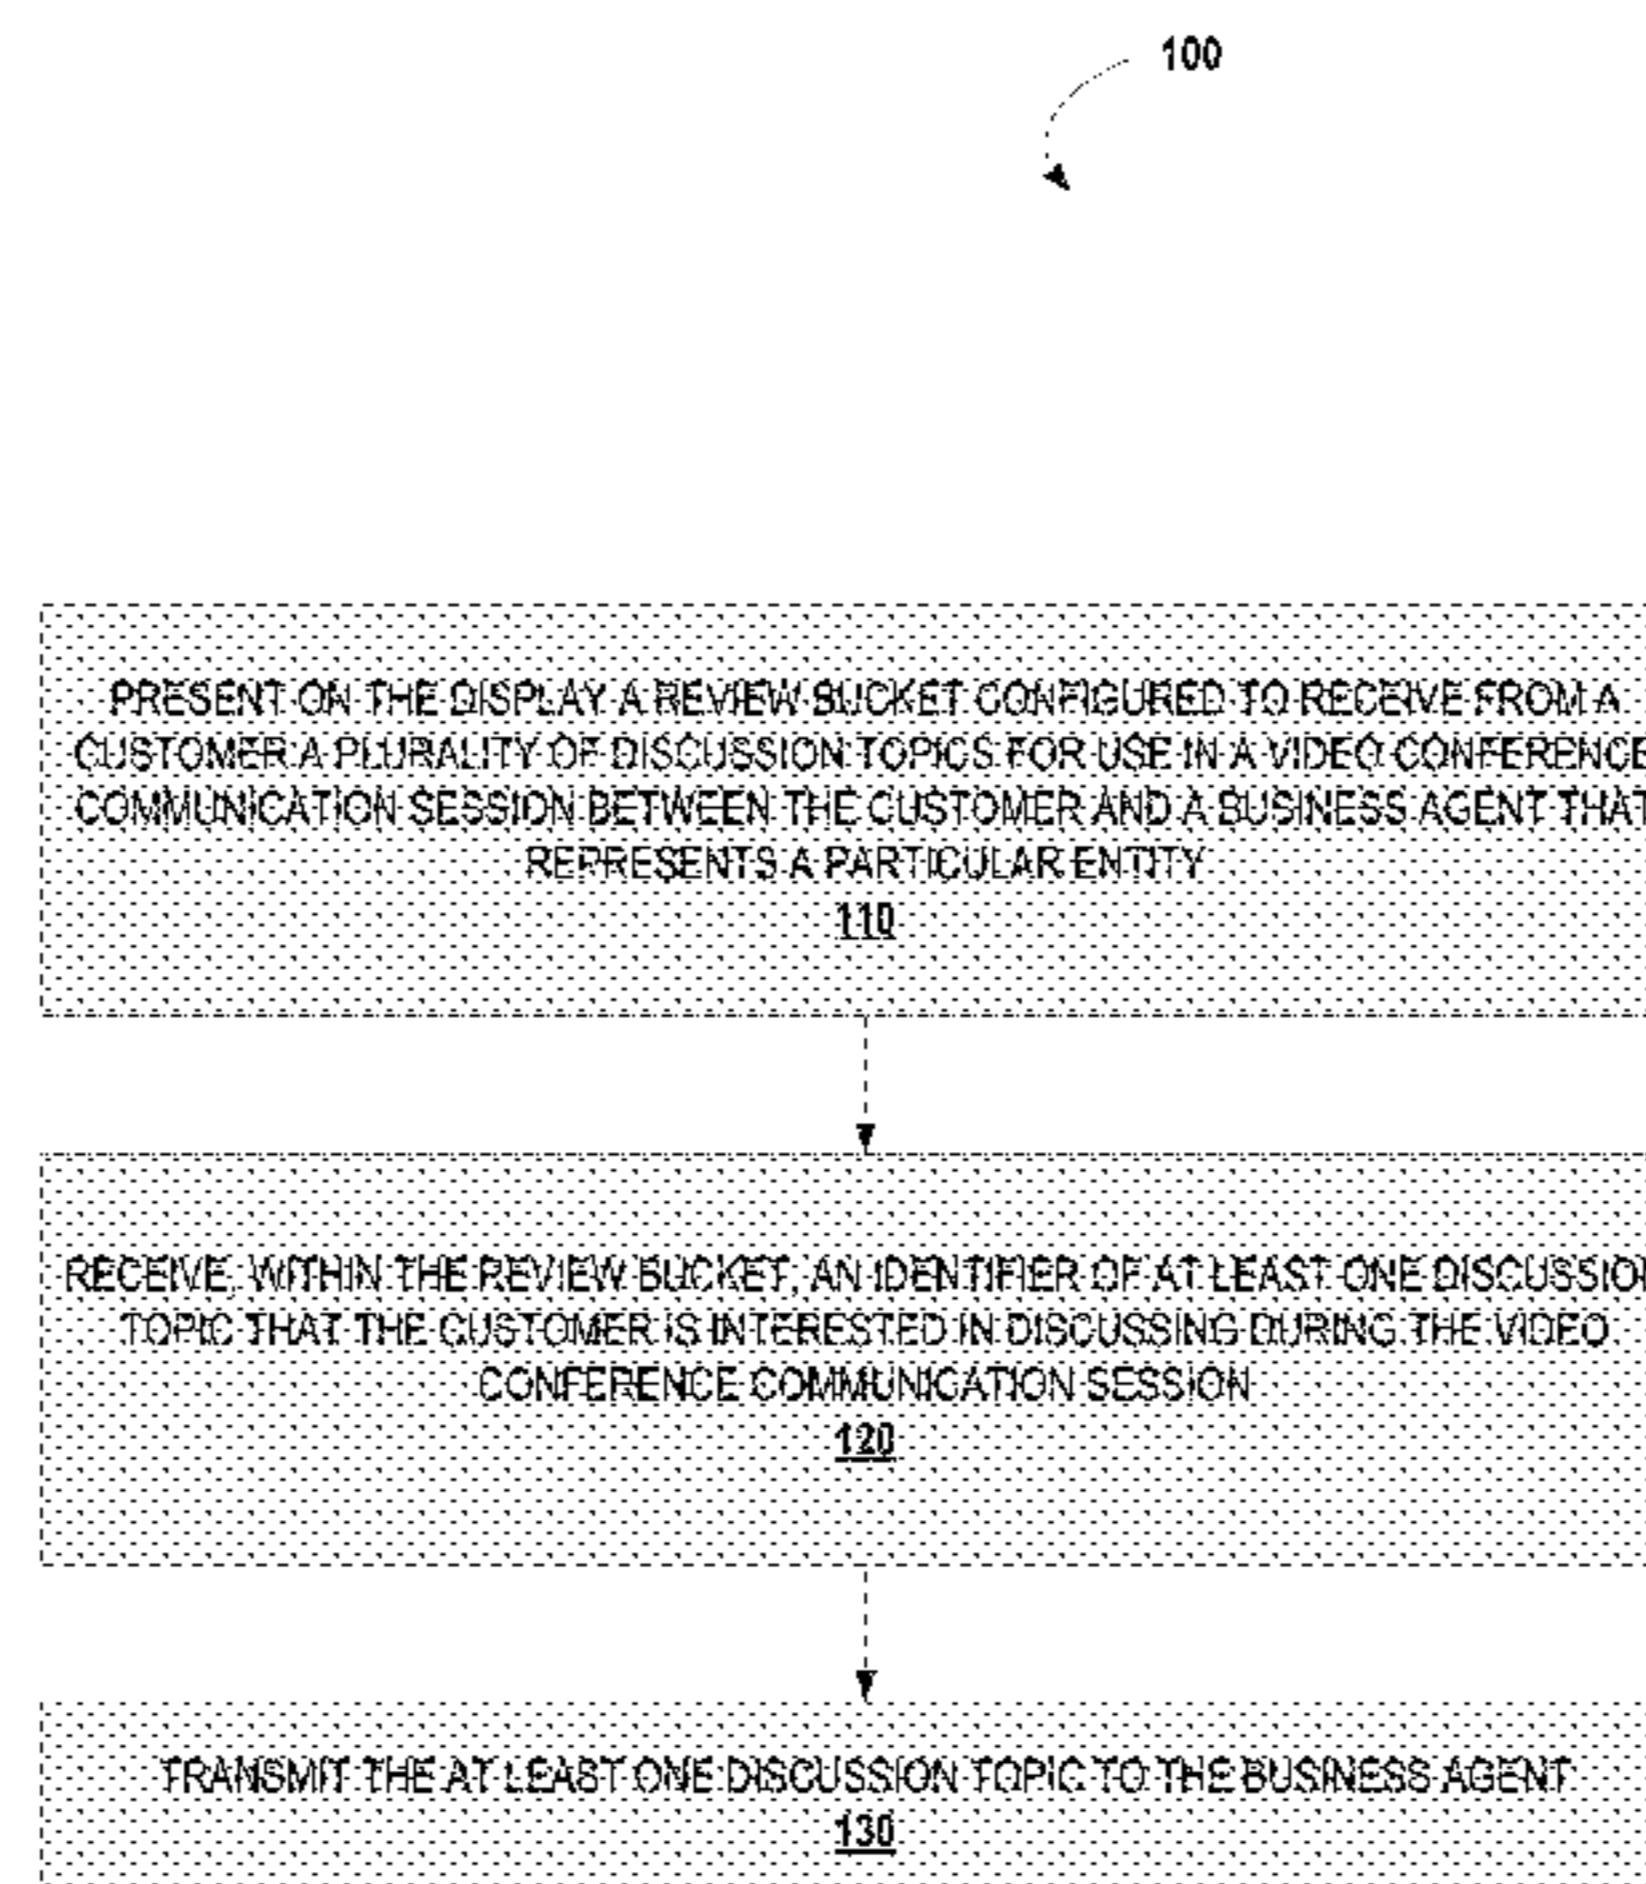 100
PRESENT ON THE DISPLAY A REVIEW BUCKET CONFIGURED TO RECEIVE FROM A
CUSTOMER A PLURALITY OF DISCUSSION TOPICS FOR USE IN A VIDEO CONFERENCE
COMMUNICATION SESSION BETWEEN THE CUSTOMER AND A BUSINESS AGENT THAT
REPRESENTS A PARTICULAR ENTITY
110
RECEIVE, WITHIN THE REVIEW BUCKET, AN IDENTIFIER OF AT LEAST ONE DISCUSSION
TOPIC THAT THE CUSTOMER IS INTERESTED IN DISCUSSING DURING THE VIDEO
CONFERENCE COMMUNICATION SESSION
120
TRANSMIT THE AT LEAST ONE DISCUSSION TOPIC TO THE BUSINESS AGENT
130